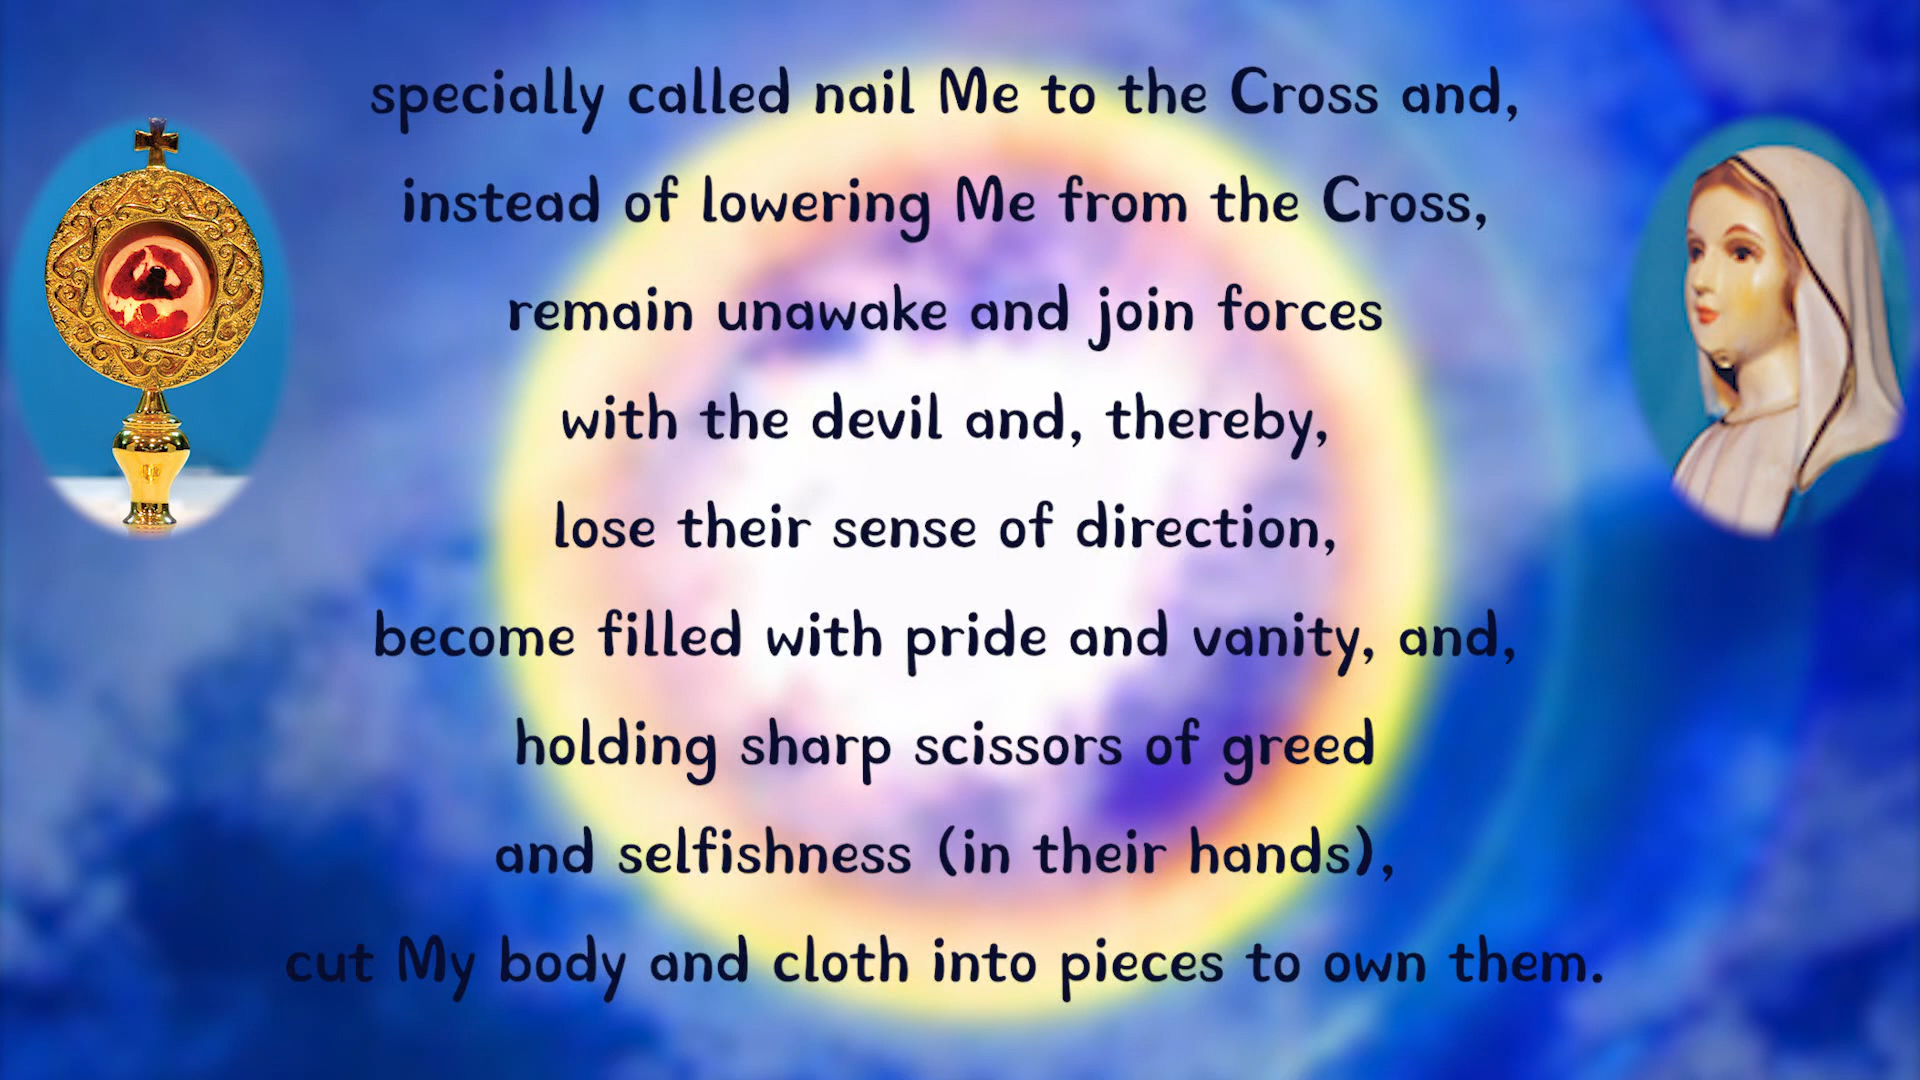 specially called nail Me to the Cross and,
instead of lowering Me from the Cross,
remain unawake and join forces
with the devil and, thereby,
lose their sense of direction,
become filled with pride and vanity, and,
holding sharp scissors of greed
and selfishness (in their hands),
cut My body and cloth into pieces to own them.